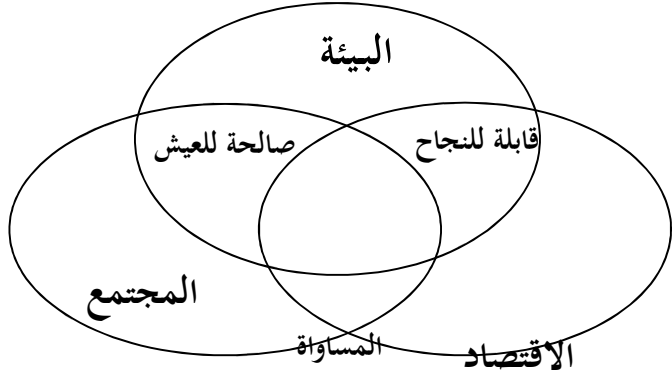 البيئة
قابلة للنجاح
صالحة للعيش
المجتمع
المساواة
الاقتصاد